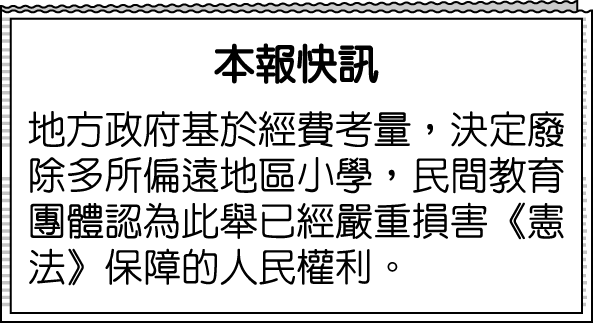 本報快訊
地方政府基於經費考量，決定廢
除多所偏遠地區小學，民間教育
團體認為此舉已經嚴重損害《憲
法》保障的人民權利。